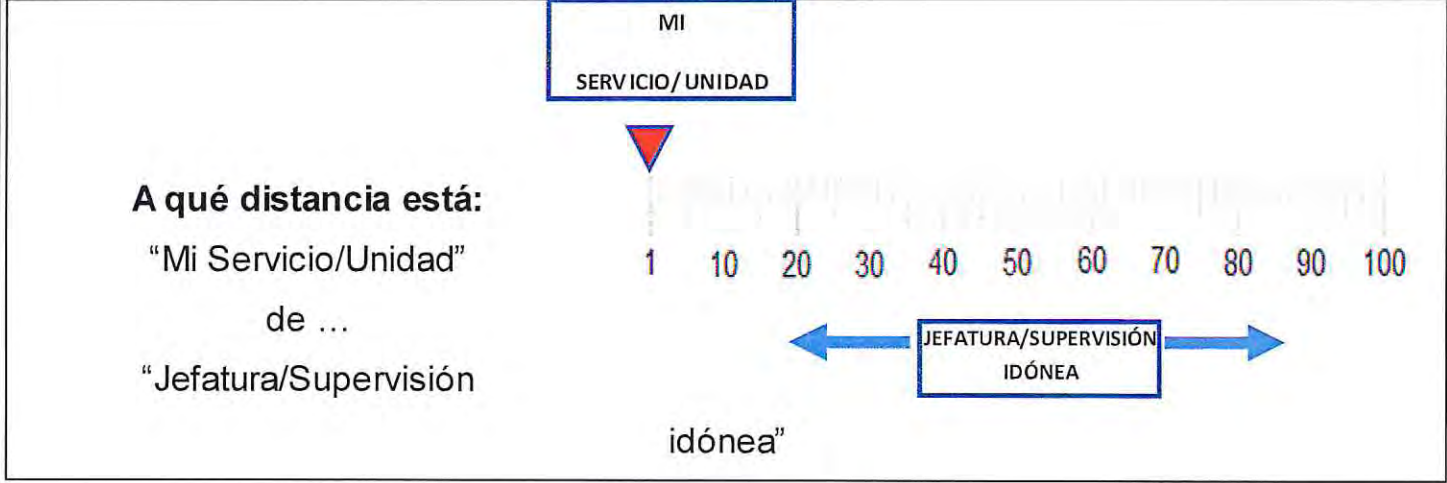 MI
SERVICIO/UNIDAD
A qué distancia está:
“Mi Servicio/Unidad”
de ...
“Jefatura/Supervisión
idónea”
1 10 20 30 40 50 60 70 80 90 100
JEFATURA/SUPERVISIÓN
IDÓNEA